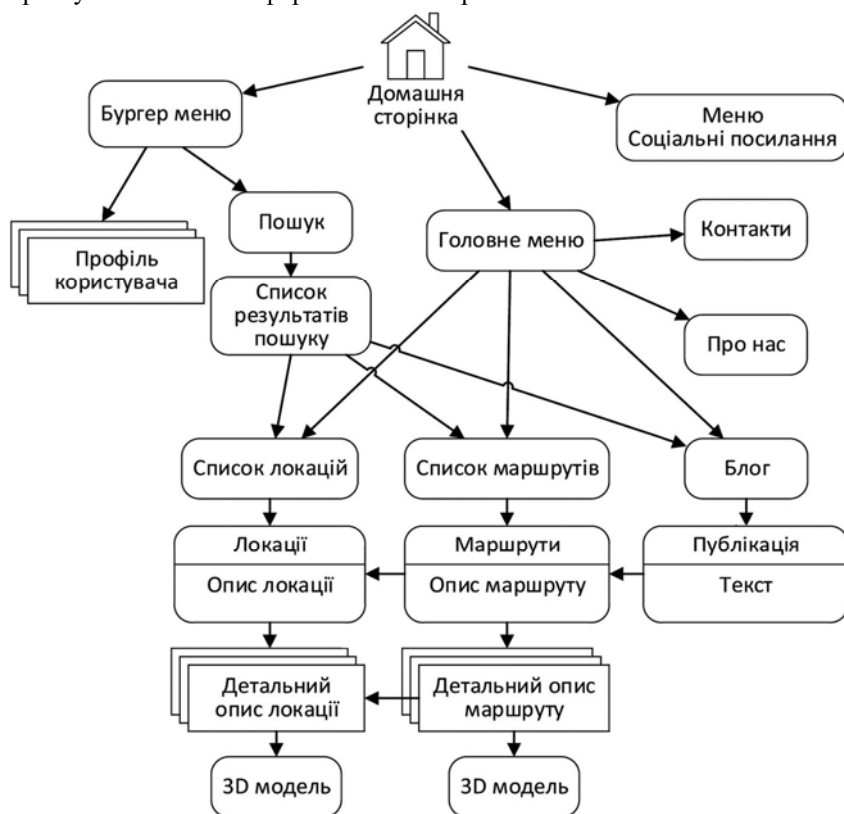 Домашня
сторінка
Бургер меню
Меню
Соціальні посилання
Пошук
Головне меню
Контакти
Профіль
користувача
Список
результатів
пошуку
Про нас
Список локацій
Список маршрутів
Блог
Локації
Маршрути
Публікація
Опис локації
Опис маршруту
Текст
Детальний
опис локації
Детальний опис
маршруту
3D модель
3D модель